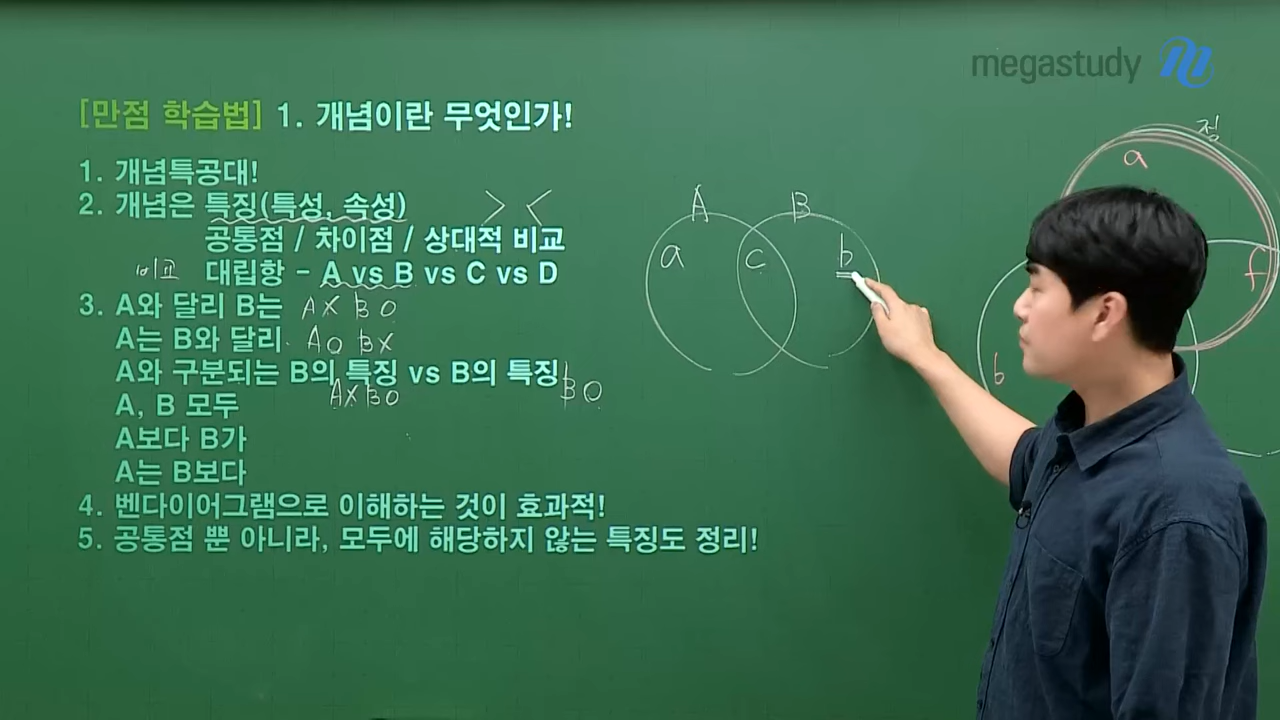 megastudy
[만점 학습법] 1. 개념이란 무엇인가!
1. 개념특공대!
2. 개념은 특징(특성, 속성) > <
공통점 / 차이점 / 상대적 비교
비교 대립항 - A vs B vs C vs D
3. A와 달리 B는 A X B O
A는 B와 달리 A O B X
A와 구분되는 B의 특징 vs B의 특징
A X B O B O
A, B 모두
A보다 B가
A는 B보다
4. 벤다이어그램으로 이해하는 것이 효과적!
5. 공통점 뿐 아니라, 모두에 해당하지 않는 특징도 정리!
A B
a c b
정
a
f
b